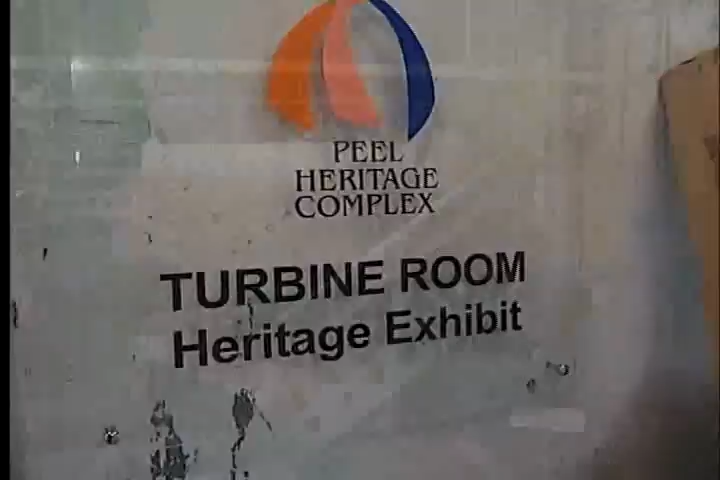 PEEL
HERITAGE
COMPLEX
TURBINE ROOM
Heritage Exhibit